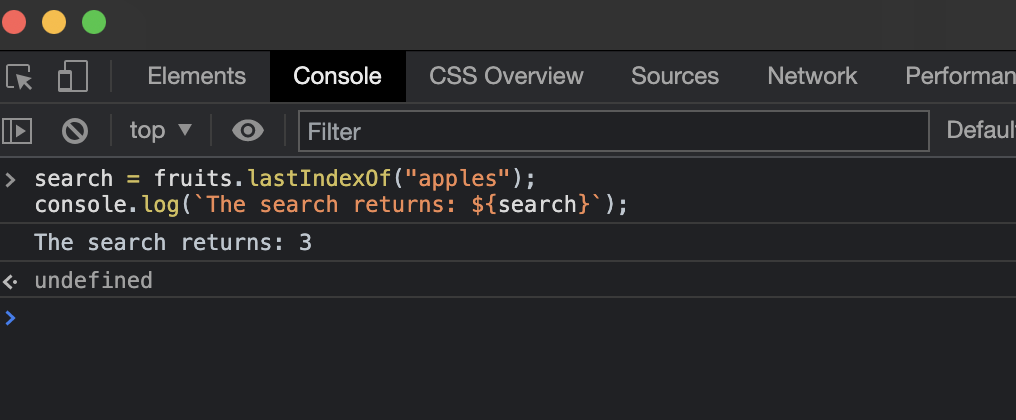 Elements Console CSS Overview Sources Network Performan
top Filter Defaul
> search = fruits.lastIndexOf("apples");
console.log(`The search returns: ${search}`);
The search returns: 3
undefined
>